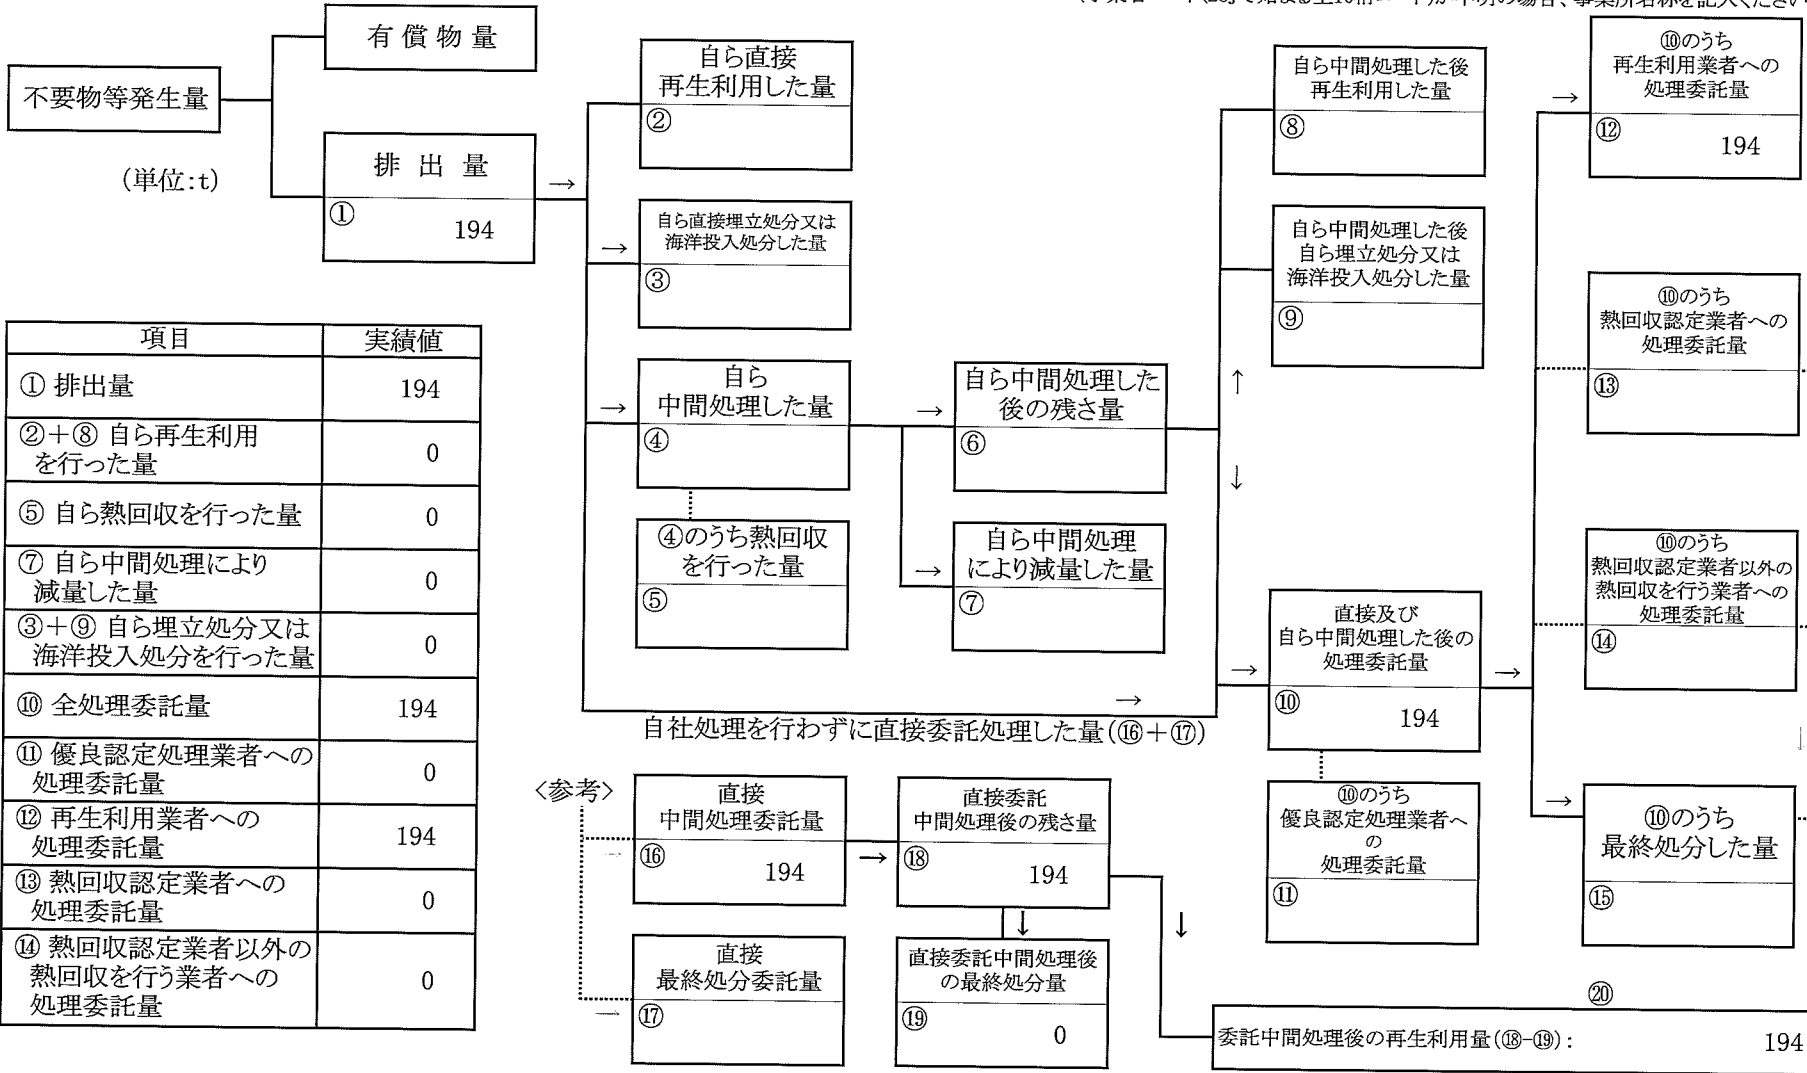 有償物量
不要物等発生量
(単位:t)
排出量
→
① 194
自ら直接
再生利用した量
②
→
自ら直接埋立処分又は
海洋投入処分した量
③
→
自ら
中間処理した量
④
④のうち熱回収
を行った量
⑤
→
自ら中間処理した
後の残さ量
⑥
→
自ら中間処理
により減量した量
⑦
自ら中間処理した後
再生利用した量
⑧
自ら中間処理した後
自ら埋立処分又は
海洋投入処分した量
⑨
↑
↓
→
自社処理を行わずに直接委託処理した量(⑯+⑰)
→
直接及び
自ら中間処理した後の
処理委託量
⑩ 194
→
⑩のうち
優良認定処理業者へ
の
処理委託量
⑪
→
⑩のうち
再生利用業者への
処理委託量
⑫ 194
⑩のうち
熱回収認定業者への
処理委託量
⑬
⑩のうち
熱回収認定業者以外の
熱回収を行う業者への
処理委託量
⑭
→
⑩のうち
最終処分した量
⑮
項目 実績値
① 排出量 194
②+⑧ 自ら再生利用
を行った量 0
⑤ 自ら熱回収を行った量 0
⑦ 自ら中間処理により
減量した量 0
③+⑨ 自ら埋立処分又は
海洋投入処分を行った量 0
⑩ 全処理委託量 194
⑪ 優良認定処理業者への
処理委託量 0
⑫ 再生利用業者への
処理委託量 194
⑬ 熱回収認定業者への
処理委託量 0
⑭ 熱回収認定業者以外の
熱回収を行う業者への
処理委託量 0
<参考>
→
直接
中間処理委託量
⑯ 194
→
直接委託
中間処理後の残さ量
⑱ 194
→
直接
最終処分委託量
⑰
↓
直接委託中間処理後
の最終処分量
⑲ 0
↓
⑳
委託中間処理後の再生利用量(⑱-⑲): 194